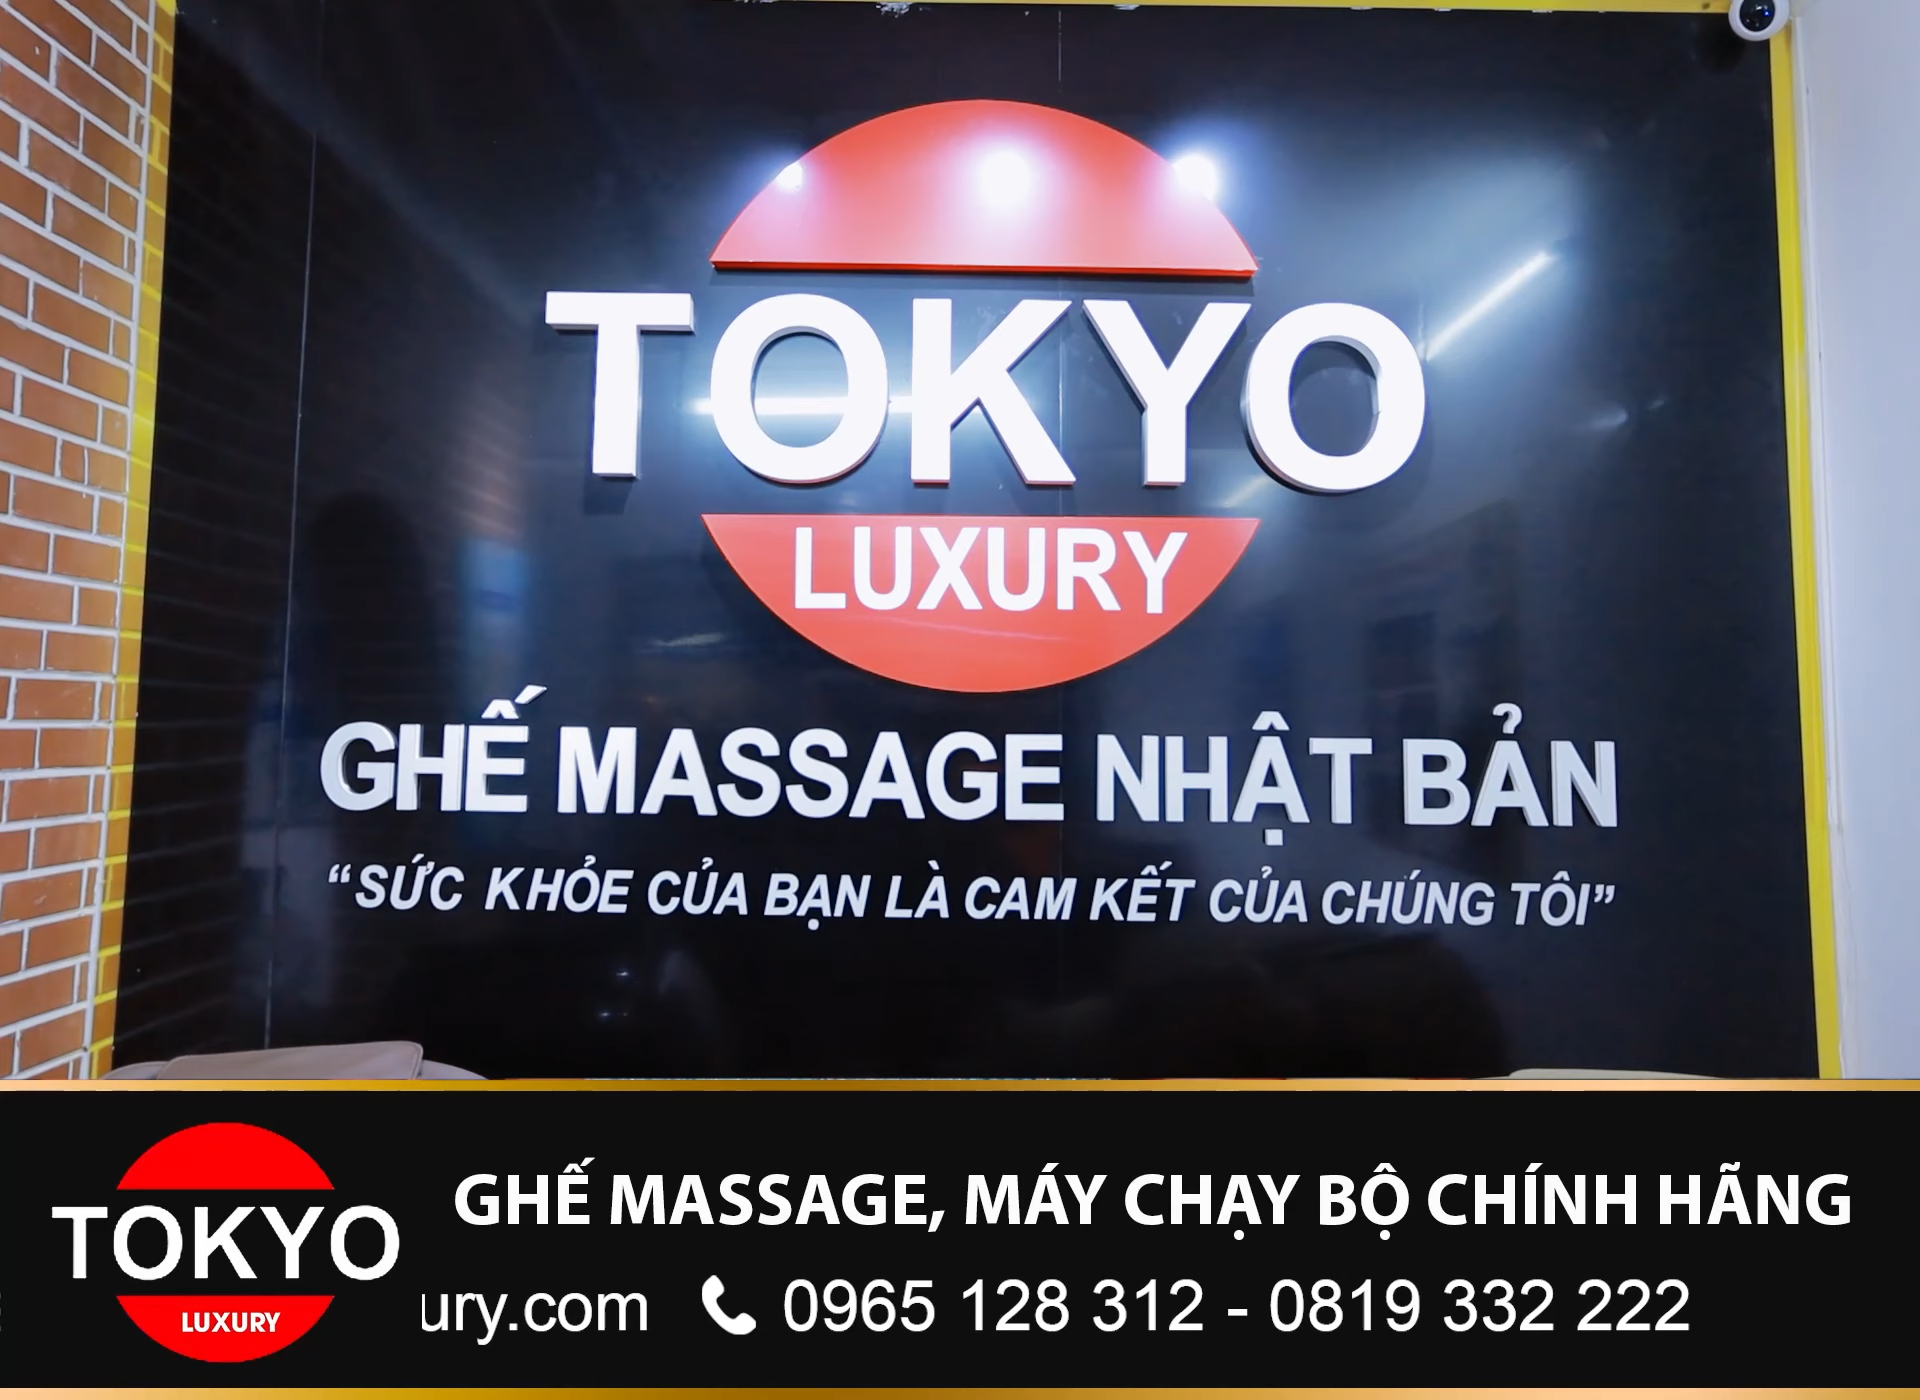 TOKYO
LUXURY
GHẾ MASSAGE NHẬT BẢN
“SỨC KHỎE CỦA BẠN LÀ CAM KẾT CỦA CHÚNG TÔI”
TOKYO
LUXURY
GHẾ MASSAGE, MÁY CHẠY BỘ CHÍNH HÃNG
ury.com 0965 128 312 - 0819 332 222